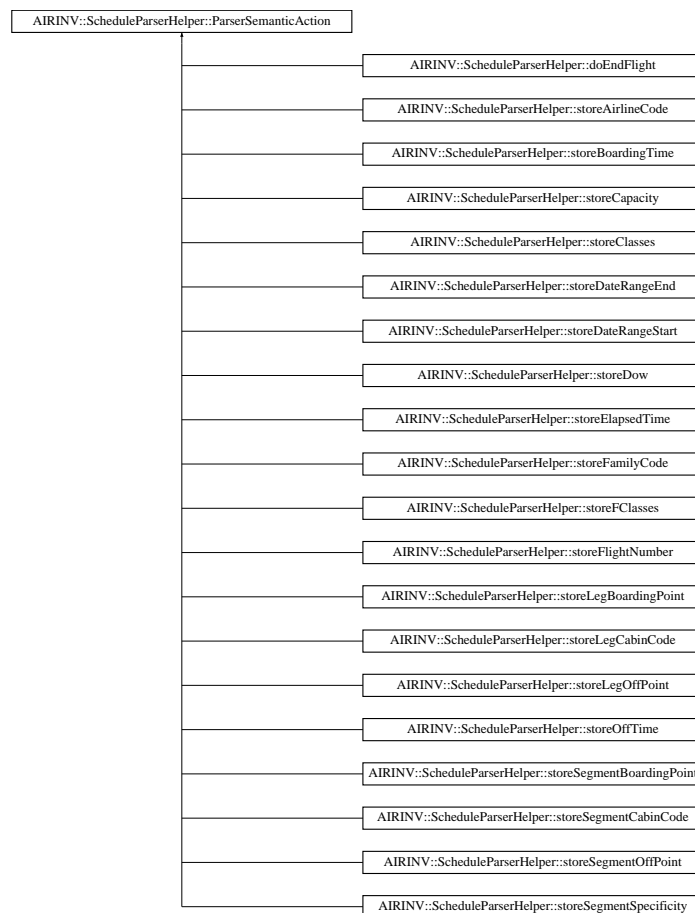 AIRINV::ScheduleParserHelper::ParserSemanticAction
AIRINV::ScheduleParserHelper::doEndFlight
AIRINV::ScheduleParserHelper::storeAirlineCode
AIRINV::ScheduleParserHelper::storeBoardingTime
AIRINV::ScheduleParserHelper::storeCapacity
AIRINV::ScheduleParserHelper::storeClasses
AIRINV::ScheduleParserHelper::storeDateRangeEnd
AIRINV::ScheduleParserHelper::storeDateRangeStart
AIRINV::ScheduleParserHelper::storeDow
AIRINV::ScheduleParserHelper::storeElapsedTime
AIRINV::ScheduleParserHelper::storeFamilyCode
AIRINV::ScheduleParserHelper::storeFClasses
AIRINV::ScheduleParserHelper::storeFlightNumber
AIRINV::ScheduleParserHelper::storeLegBoardingPoint
AIRINV::ScheduleParserHelper::storeLegCabinCode
AIRINV::ScheduleParserHelper::storeLegOffPoint
AIRINV::ScheduleParserHelper::storeOffTime
AIRINV::ScheduleParserHelper::storeSegmentBoardingPoint
AIRINV::ScheduleParserHelper::storeSegmentCabinCode
AIRINV::ScheduleParserHelper::storeSegmentOffPoint
AIRINV::ScheduleParserHelper::storeSegmentSpecificity